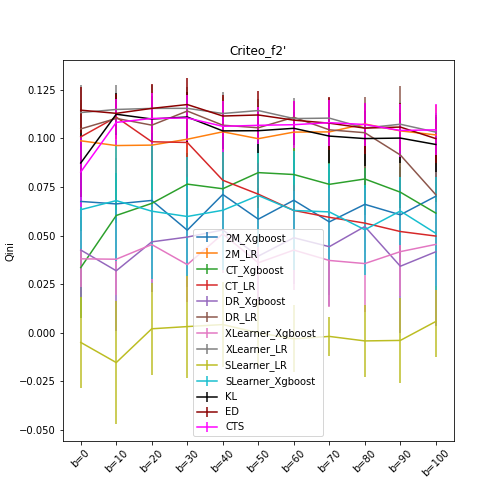 Criteo_f2'
0.125
0.100
0.075
0.050
0.025
0.000
−0.025
−0.050
Qini
2M_Xgboost
2M_LR
CT_Xgboost
CT_LR
DR_Xgboost
DR_LR
XLearner_Xgboost
XLearner_LR
SLearner_LR
SLearner_Xgboost
KL
ED
CTS
b=0
b=10
b=20
b=30
b=40
b=50
b=60
b=70
b=80
b=90
b=100